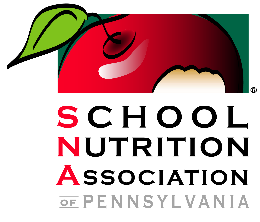 ®
SCHOOL
NUTRITION
ASSOCIATION
OF PENNSYLVANIA